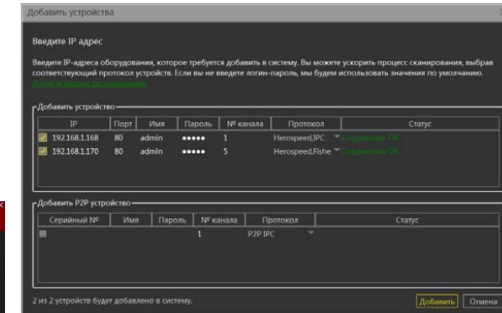 Добавить устройства
Введите IP адрес
Введите IP-адреса оборудования, которое требуется добавить в систему. Вы можете ускорить процесс сканирования, выбрав
соответствующий протокол устройств. Если вы не введете логин-пароль, мы будем использовать значения по умолчанию.
Добавить устройство
IP Порт Имя Пароль № канала Протокол Статус
192.168.1.168 80 admin ••••• 1 Herospeed,IPC Соединение OK
192.168.1.170 80 admin ••••• 5 Herospeed,Fishe Соединение OK
Добавить P2P устройство
Серийный № Имя Пароль № канала Протокол Статус
1 P2P IPC
2 из 2 устройств будет добавлено в систему.
Добавить Отмена